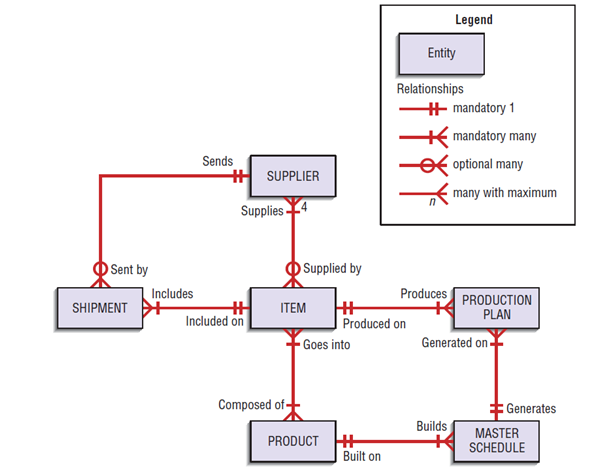 Legend
Entity
Relationships
mandatory 1
mandatory many
optional many
n
many with maximum
Sends
SUPPLIER
Supplies
4
Sent by
Supplied by
SHIPMENT
Includes
Included on
ITEM
Produced on
Produces
PRODUCTION
PLAN
Goes into
Generated on
Composed of
Generates
PRODUCT
Built on
Builds
MASTER
SCHEDULE